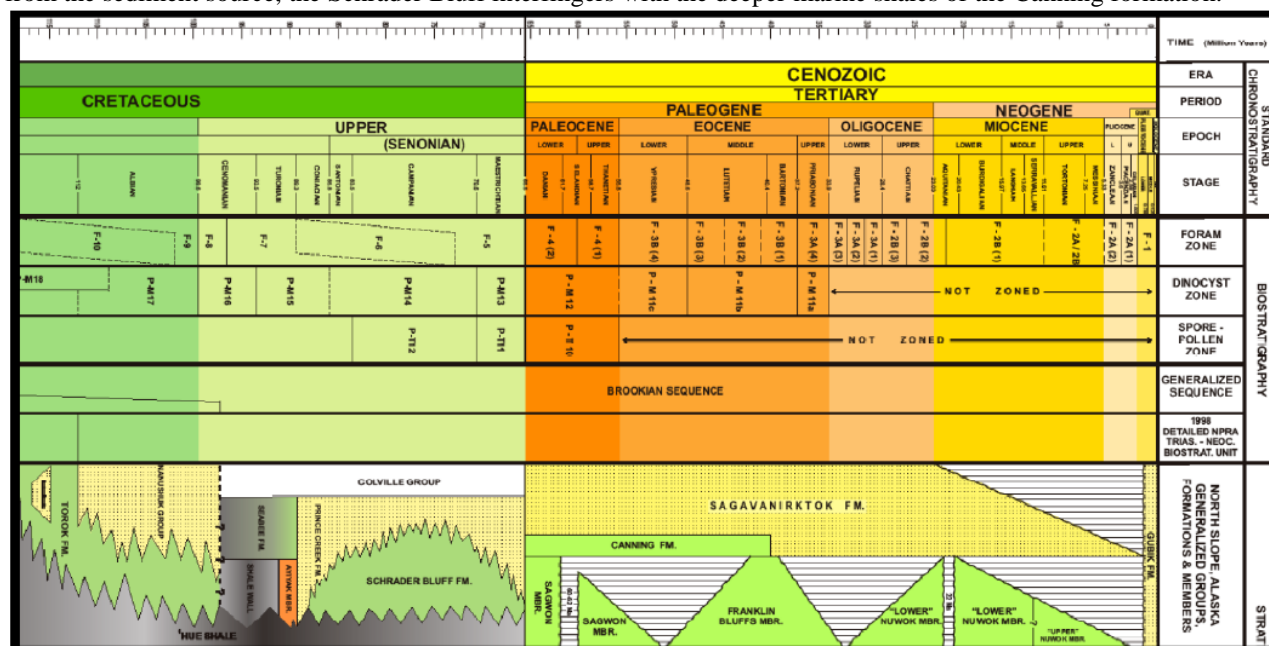 from the sediment source, the Schrader Bluff interfingers with the deeper marine shales of the Canning formation.
TIME (Million Years)
CENOZOIC
ERA
CRETACEOUS
TERTIARY
PERIOD
PALEOGENE
NEOGENE
UPPER
PALEOCENE
EOCENE
OLIGOCENE
MIOCENE
PLIOCENE
EPOCH
(SENONIAN)
LOWER
UPPER
LOWER
MIDDLE
UPPER
LOWER
UPPER
LOWER
MIDDLE
UPPER
L
U
STANDARD
CHRONOSTRATIGRAPHY
ALBIAN
CENOMANIAN
TURONIAN
CONIACIAN
SANTONIAN
CAMPANIAN
MAESTRICHTIAN
DANIAN
SELANDIAN
THANETIAN
YPRESIAN
LUTETIAN
BARTONIAN
PRIABONIAN
RUPELIAN
CHATTIAN
AQUITANIAN
BURDIGALIAN
LANGHIAN
SERRAVALLIAN
TORTONIAN
MESSINIAN
ZANCLEAN
STAGE
F-10
F-9
F-8
F-7
F-6
F-5
F - 4 (2)
F - 4 (1)
F - 3B (4)
F - 3B (3)
F - 3B (2)
F - 3B (1)
F - 3A (4)
F - 3A (3)
F - 3A (2)
F - 3A (1)
F - 2B (3)
F - 2B (2)
F - 2B (1)
F - 2A / 2B
F - 2A (2)
F - 2A (1)
F - 1
FORAM
ZONE
P-M18
P-M17
P-M16
P-M15
P-M14
P-M13
P - M 12
P - M 11c
P - M 11b
P - M 11a
NOT ZONED
DINOCYST
ZONE
P-T12
P-T11
P - T 10
NOT ZONED
SPORE -
POLLEN
ZONE
BROOKIAN SEQUENCE
GENERALIZED
SEQUENCE
1998
DETAILED NPRA
TRIAS. - NEOC.
BIOSTRAT. UNIT
BIOSTRATIGRAPHY
TOROK FM.
NANUSHUK GROUP
COLVILLE GROUP
SEABEE FM.
SHALE WALL
AYIYAK MBR.
PRINCE CREEK FM.
SCHRADER BLUFF FM.
HUE SHALE
SAGAVANIRKTOK FM.
CANNING FM.
SAGWON
MBR.
SAGWON
MBR.
FRANKLIN
BLUFFS MBR.
"LOWER"
NUWOK MBR.
"LOWER"
NUWOK MBR.
"UPPER"
NUWOK MBR.
GUBIK FM.
NORTH SLOPE, ALASKA
GENERALIZED GROUPS,
FORMATIONS & MEMBERS
STRAT